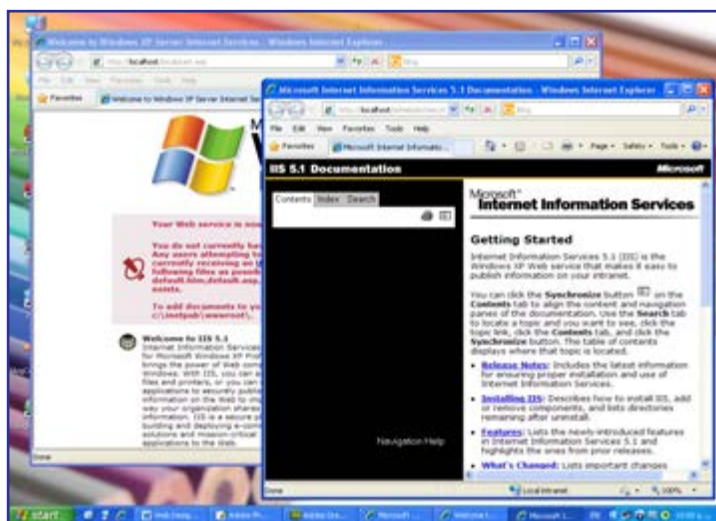 Welcome to Windows XP Server Internet Services - Windows Internet Explorer
localhost
File Edit View Favorites Tools Help
Favorites
Welcome to Windows XP Server Internet Ser
Your Web service is now
You do not currently hav
Any users attempting to
currently receiving an
following files as possibl
default.htm,default.asp,
exists.
To add documents to yo
c:\inetpub\wwwroot\.
Welcome to IIS 5.1
Internet Information Services
for Microsoft Windows XP Prof
brings the power of Web com
Windows. With IIS, you can e
files and printers, or you can c
applications to securely publis
information on the Web to imp
way your organization shares
information. IIS is a secure pl
building and deploying e-comm
solutions and mission-critical
applications to the Web.
Done
Microsoft Internet Information Services 5.1 Documentation - Windows Internet Explorer
localhost
File Edit View Favorites Tools Help
Favorites
Microsoft Internet Informatio...
Page Safety Tools
IIS 5.1 Documentation
Microsoft
Contents Index Search
Navigation Help
Microsoft®
Internet Information Services
Getting Started
Internet Information Services 5.1 (IIS) is the
Windows XP Web service that makes it easy to
publish information on your intranet.
You can click the Synchronize button on the
Contents tab to align the content and navigation
panes of the documentation. Use the Search tab
to locate a topic and you want to see, click the
topic link, click the Contents tab, and click the
Synchronize button. The table of contents
displays where that topic is located.
• Release Notes: Includes the latest information
for ensuring proper installation and use of
Internet Information Services.
• Installing IIS: Describes how to install IIS, add
or remove components, and lists directories
remaining after uninstall.
• Features: Lists the newly-introduced features
in Internet Information Services 5.1 and
highlights the ones from prior releases.
• What's Changed: Lists important changes
Done
Local intranet
100%
start
EN